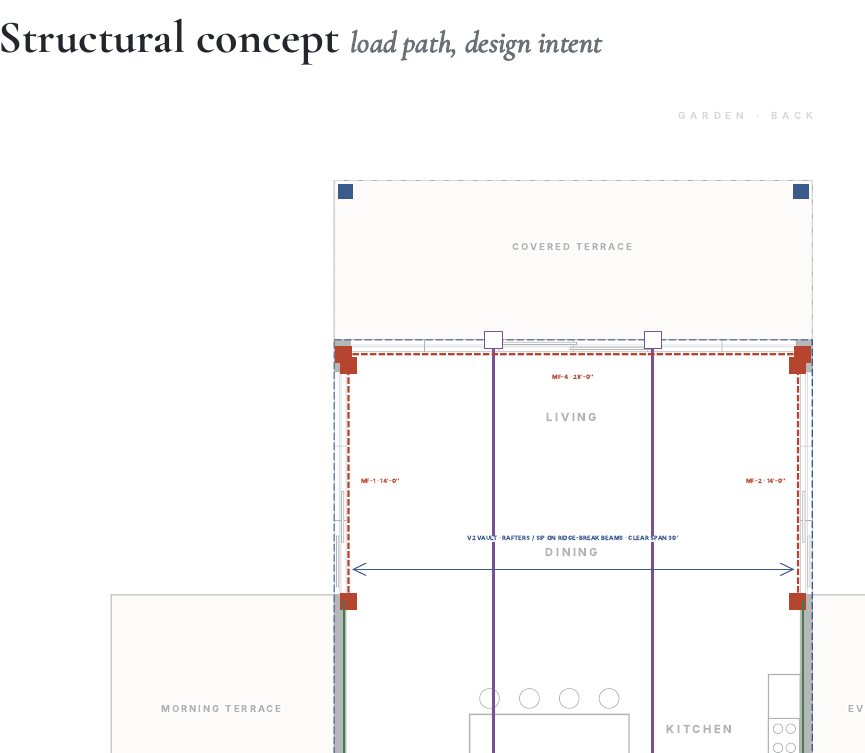 Structural concept load path, design intent
GARDEN · BACK
COVERED TERRACE
MF-4 · 28'-0"
LIVING
MF-1 · 14'-0"
MF-2 · 14'-0"
V2 VAULT · RAFTERS / SIP ON RIDGE-BREAK BEAMS · CLEAR SPAN 30'
DINING
MORNING TERRACE
EV
KITCHEN